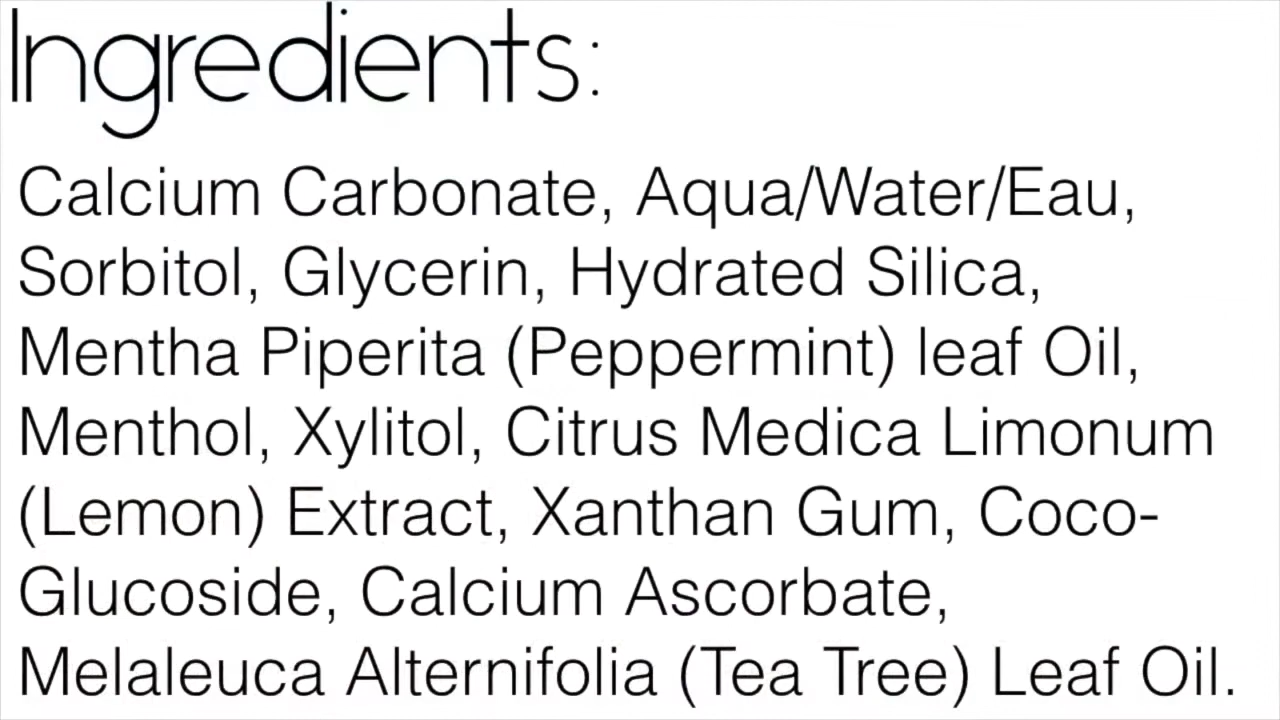 Ingredients:
Calcium Carbonate, Aqua/Water/Eau,
Sorbitol, Glycerin, Hydrated Silica,
Mentha Piperita (Peppermint) leaf Oil,
Menthol, Xylitol, Citrus Medica Limonum
(Lemon) Extract, Xanthan Gum, Coco-
Glucoside, Calcium Ascorbate,
Melaleuca Alternifolia (Tea Tree) Leaf Oil.